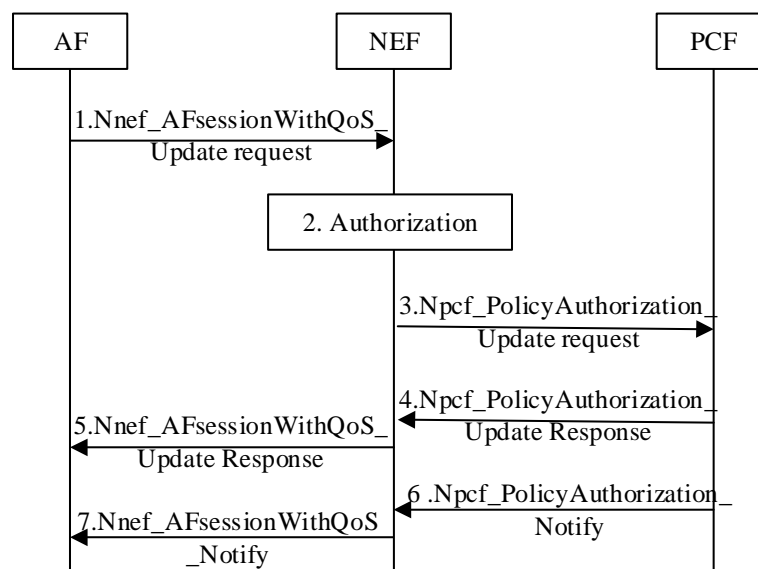 AF
NEF
PCF
1.Nnef_AFsessionWithQoS_
Update request
2. Authorization
3.Npcf_PolicyAuthorization_
Update request
4.Npcf_PolicyAuthorization_
Update Response
5.Nnef_AFsessionWithQoS_
Update Response
6 .Npcf_PolicyAuthorization_
Notify
7.Nnef_AFsessionWithQoS
_Notify